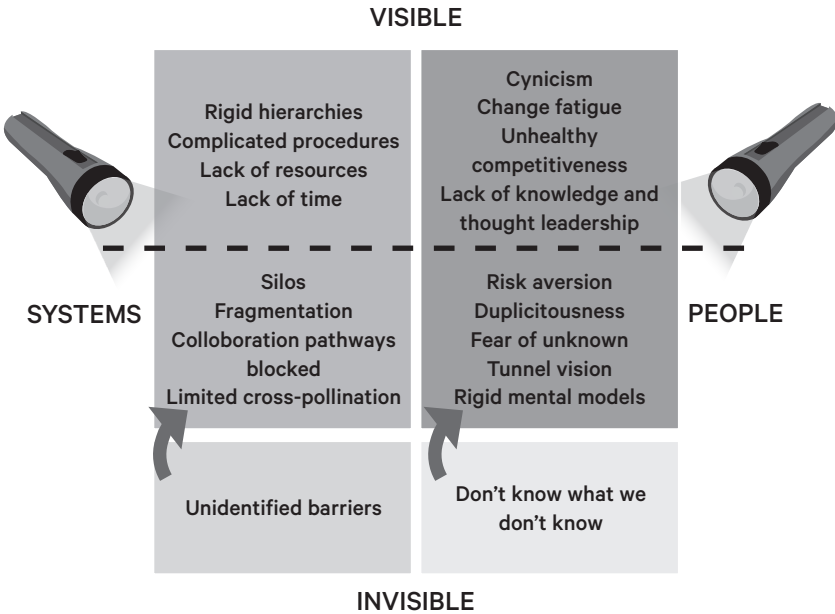 VISIBLE
Rigid hierarchies
Complicated procedures
Lack of resources
Lack of time
Cynicism
Change fatigue
Unhealthy
competitiveness
Lack of knowledge and
thought leadership
SYSTEMS
Silos
Fragmentation
Colloboration pathways
blocked
Limited cross-pollination
Risk aversion
Duplicitousness
Fear of unknown
Tunnel vision
Rigid mental models
PEOPLE
Unidentified barriers
Don’t know what we
don’t know
INVISIBLE